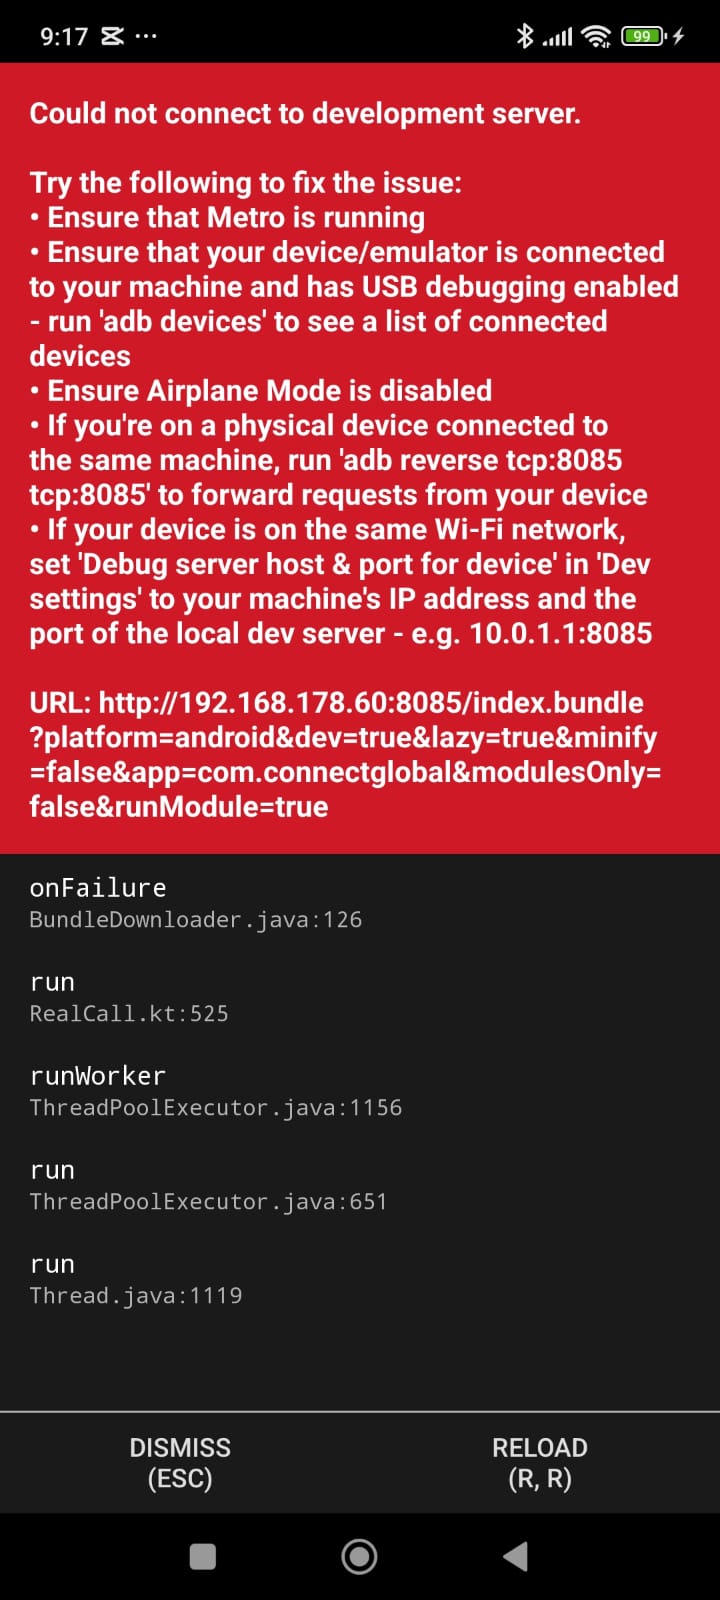 9:17
99
Could not connect to development server.
Try the following to fix the issue:
• Ensure that Metro is running
• Ensure that your device/emulator is connected
to your machine and has USB debugging enabled
- run 'adb devices' to see a list of connected
devices
• Ensure Airplane Mode is disabled
• If you're on a physical device connected to
the same machine, run 'adb reverse tcp:8085
tcp:8085' to forward requests from your device
• If your device is on the same Wi-Fi network,
set 'Debug server host & port for device' in 'Dev
settings' to your machine's IP address and the
port of the local dev server - e.g. 10.0.1.1:8085
URL: http://192.168.178.60:8085/index.bundle
?platform=android&dev=true&lazy=true&minify
=false&app=com.connectglobal&modulesOnly=
false&runModule=true
onFailure
BundleDownloader.java:126
run
RealCall.kt:525
runWorker
ThreadPoolExecutor.java:1156
run
ThreadPoolExecutor.java:651
run
Thread.java:1119
DISMISS
(ESC)
RELOAD
(R, R)